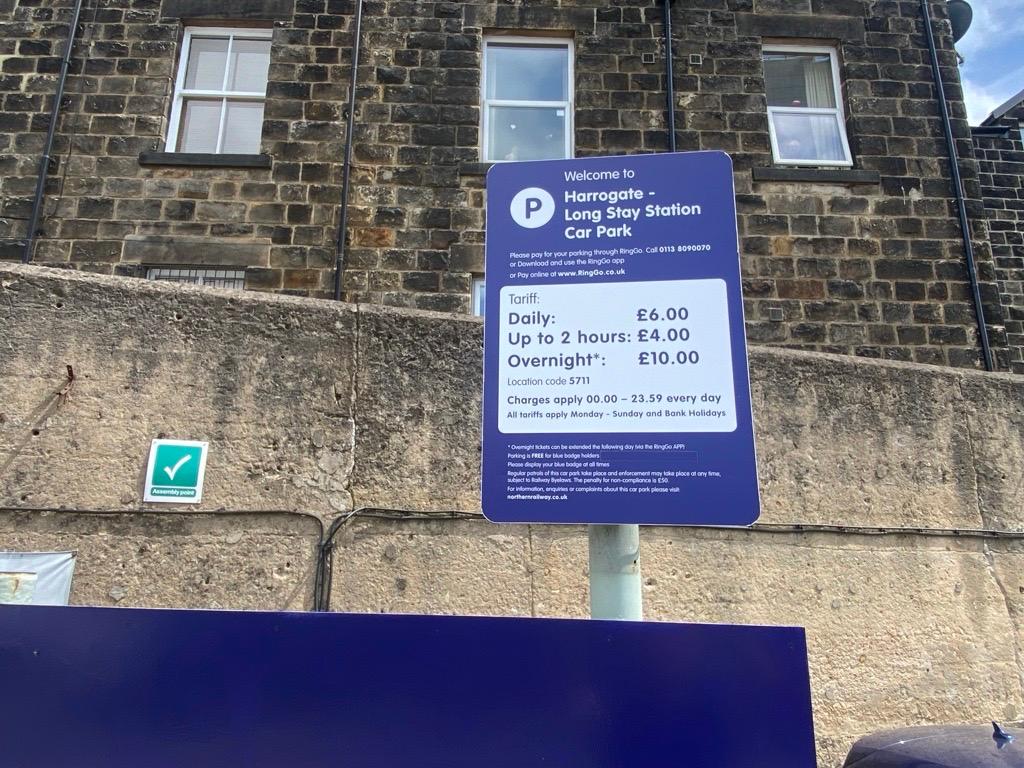 Welcome to
P
Harrogate -
Long Stay Station
Car Park
Please pay for your parking through RingGo. Call 0113 8090070
or Download and use the RingGo app
or Pay online at www.RingGo.co.uk
Tariff:
Daily: £6.00
Up to 2 hours: £4.00
Overnight*: £10.00
Location code 5711
Charges apply 00.00 – 23.59 every day
All tariffs apply Monday - Sunday and Bank Holidays
* Overnight tickets can be extended the following day (via the RingGo APP)
Parking is FREE for blue badge holders
Please display your blue badge at all times
Regular patrols of this car park take place and enforcement may take place at any time,
subject to Railway Byelaws. The penalty for non-compliance is £50.
For information, enquiries or complaints about this car park please visit:
northernrailway.co.uk
Assembly point